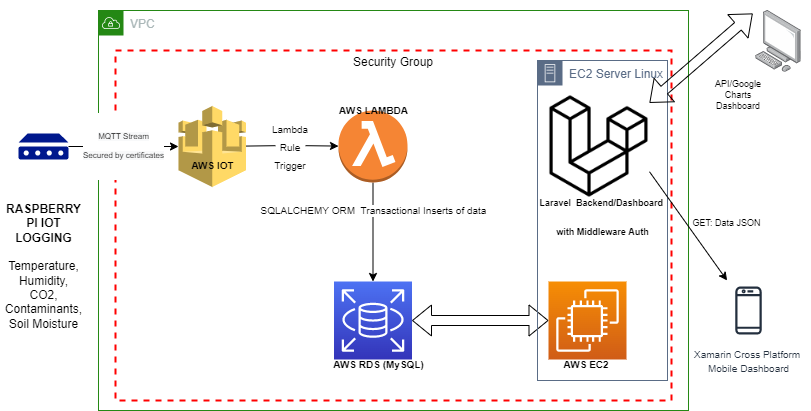 VPC
Security Group
EC2 Server Linux
API/Google
Charts
Dashboard
AWS LAMBDA
MQTT Stream
Secured by certificates
AWS IOT
Lambda
Rule
Trigger
RASPBERRY
PI IOT
LOGGING
Temperature,
Humidity,
CO2,
Contaminants,
Soil Moisture
SQLALCHEMY ORM Transactional Inserts of data
Laravel Backend/Dashboard
with Middleware Auth
GET: Data JSON
AWS RDS (MySQL)
AWS EC2
Xamarin Cross Platform
Mobile Dashboard